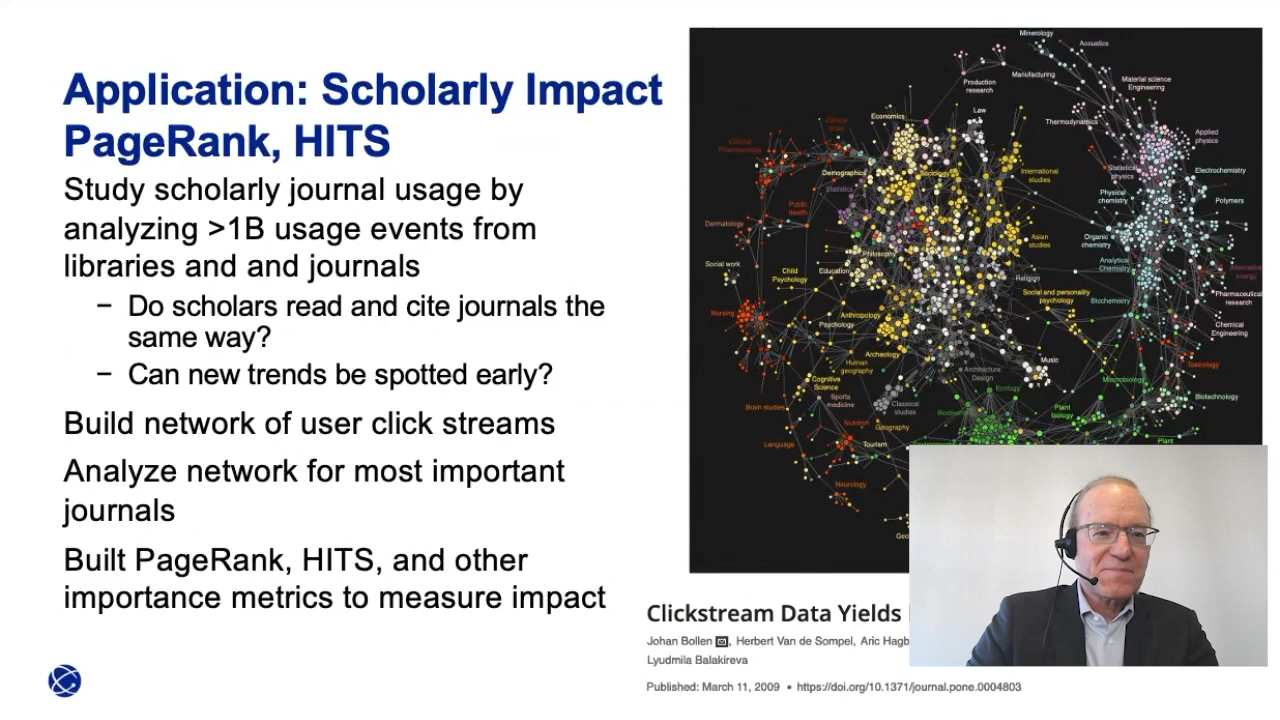 Application: Scholarly Impact
PageRank, HITS
Study scholarly journal usage by
analyzing >1B usage events from
libraries and and journals
− Do scholars read and cite journals the
same way?
− Can new trends be spotted early?
Build network of user click streams
Analyze network for most important
journals
Built PageRank, HITS, and other
importance metrics to measure impact
Minerology
Acoustics
Production
research
Manufacturing
Material science
Engineering
Law
Economics
Thermodynamics
Applied
physics
Clinical
Pharmacology
Clinical
Demographics
Sociology
Statistics
International
studies
Statistical
physics
Electrochemistry
Physical
chemistry
Polymers
Public
health
Dermatology
Asian
studies
Organic
chemistry
Philosophy
Social work
Child
Psychology
Education
Religion
Analytical
Chemistry
Alternative
energy
Social and personality
psychology
Biochemistry
Pharmaceutical
research
Nursing
Anthropology
Psychology
Chemical
Engineering
Archeology
Human
geography
Music
Architecture
Design
Toxicology
Cognitive
Science
Ecology
Microbiology
Brain studies
Sports
medicine
Classical
studies
Plant
biology
Biotechnology
Nutrition
Geography
Language
Tourism
Plant
Neurology
Clickstream Data Yields
Johan Bollen, Herbert Van de Sompel, Aric Hagb
Lyudmila Balakireva
Published: March 11, 2009 • https://doi.org/10.1371/journal.pone.0004803